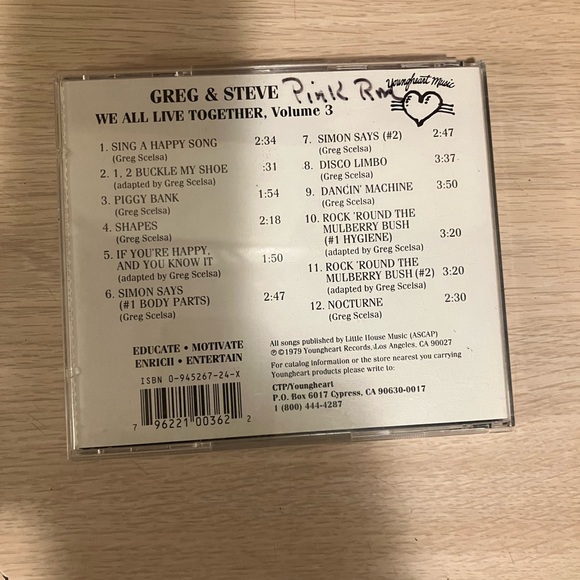 GREG & STEVE Pink Rm
Youngheart Music
WE ALL LIVE TOGETHER, Volume 3
1. SING A HAPPY SONG 2:34
(Greg Scelsa)
2. 1, 2 BUCKLE MY SHOE :31
(adapted by Greg Scelsa)
3. PIGGY BANK 1:54
(Greg Scelsa)
4. SHAPES 2:18
(Greg Scelsa)
5. IF YOU'RE HAPPY,
AND YOU KNOW IT 1:50
(adapted by Greg Scelsa)
6. SIMON SAYS
(#1 BODY PARTS) 2:47
(Greg Scelsa)
7. SIMON SAYS (#2) 2:47
(Greg Scelsa)
8. DISCO LIMBO 3:37
(Greg Scelsa)
9. DANCIN' MACHINE 3:50
(Greg Scelsa)
10. ROCK 'ROUND THE
MULBERRY BUSH
(#1 HYGIENE) 3:20
(adapted by Greg Scelsa)
11. ROCK 'ROUND THE
MULBERRY BUSH (#2) 3:20
(adapted by Greg Scelsa)
12. NOCTURNE 2:30
(Greg Scelsa)
EDUCATE • MOTIVATE
ENRICH • ENTERTAIN
ISBN 0-945267-24-X
7 96221 00362 2
All songs published by Little House Music (ASCAP)
℗©1979 Youngheart Records, Los Angeles, CA 90027
For catalog information or the store nearest you carrying
Youngheart products please write to:
CTP/Youngheart
P.O. Box 6017 Cypress, CA 90630-0017
1 (800) 444-4287